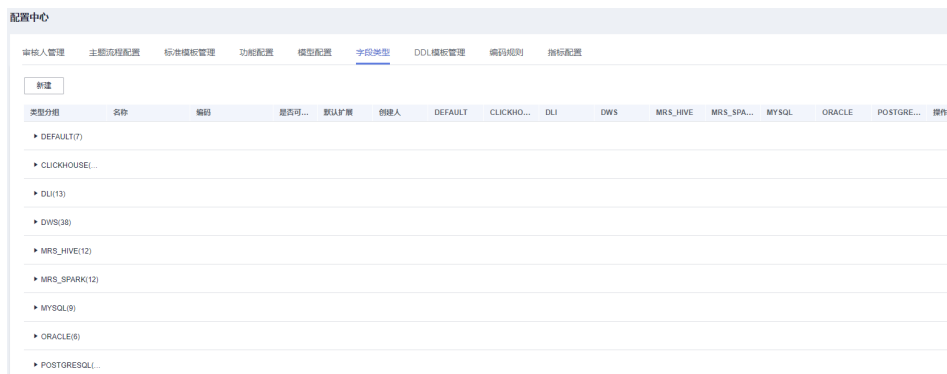 配置中心
审核人管理 主题流程配置 标准模板管理 功能配置 模型配置 字段类型 DDL模板管理 编码规则 指标配置
新建
类型分组 名称 编码 是否可... 默认扩展 创建人 DEFAULT CLICKHO... DLI DWS MRS_HIVE MRS_SPA... MYSQL ORACLE POSTGRE... 操作
DEFAULT(7)
CLICKHOUSE(...
DLI(13)
DWS(38)
MRS_HIVE(12)
MRS_SPARK(12)
MYSQL(9)
ORACLE(6)
POSTGRESQL(...